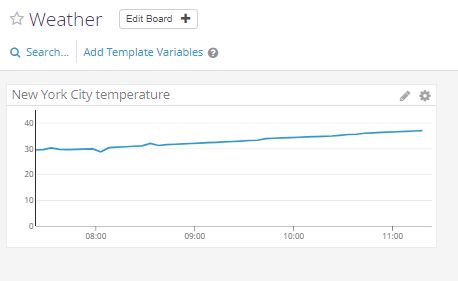 Weather
Edit Board +
Search... Add Template Variables ?
New York City temperature
40
30
20
10
0
08:00 09:00 10:00 11:00